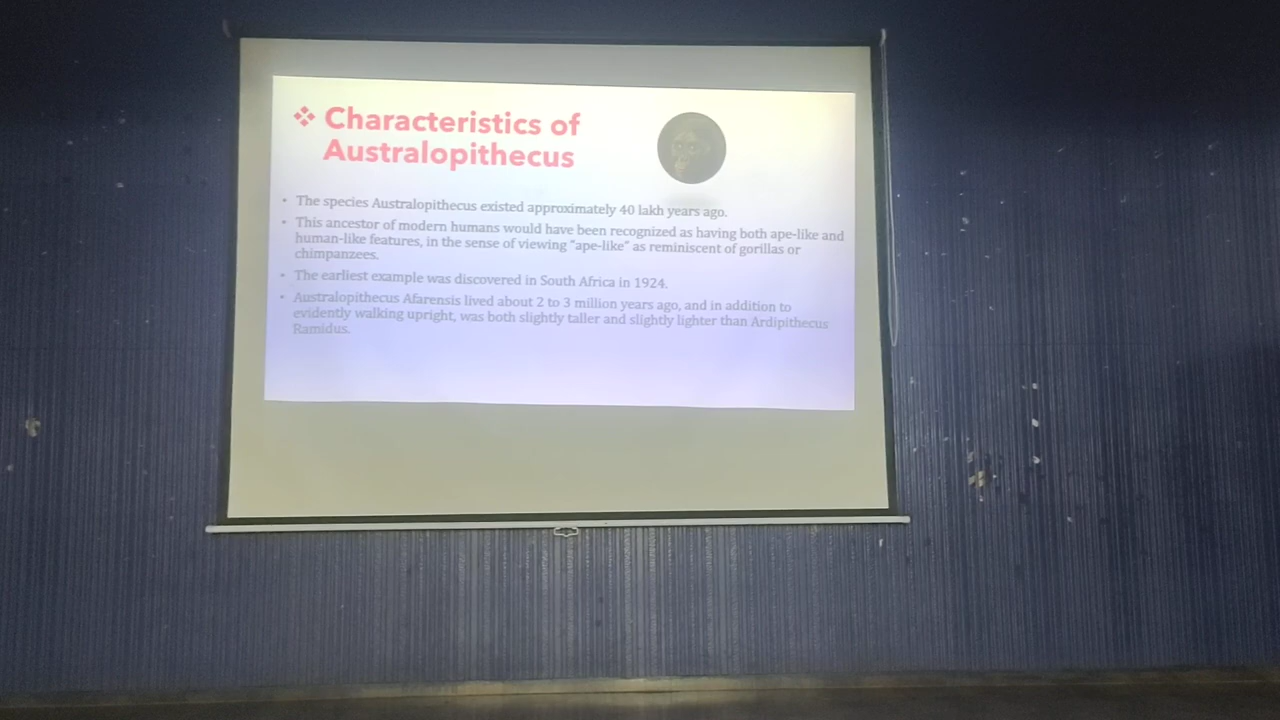 ❖ Characteristics of
Australopithecus
• The species Australopithecus existed approximately 40 lakh years ago.
• This ancestor of modern humans would have been recognized as having both ape-like and
human-like features, in the sense of viewing "ape-like" as reminiscent of gorillas or
chimpanzees.
• The earliest example was discovered in South Africa in 1924.
• Australopithecus Afarensis lived about 2 to 3 million years ago, and in addition to
evidently walking upright, was both slightly taller and slightly lighter than Ardipithecus
Ramidus.